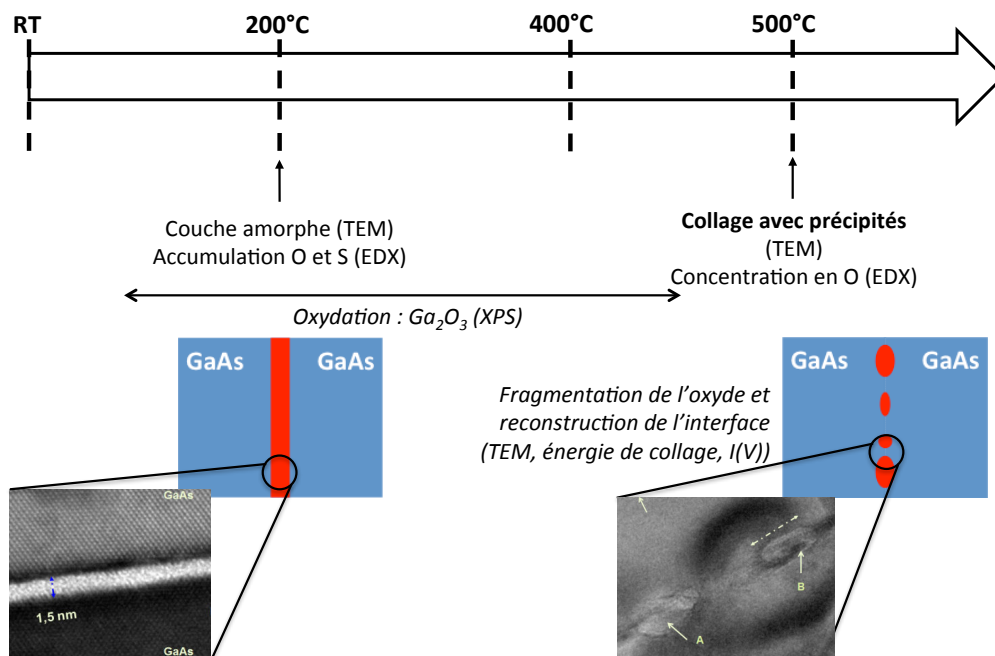 RT
200°C
400°C
500°C
Couche amorphe (TEM)
Accumulation O et S (EDX)
Collage avec précipités
(TEM)
Concentration en O (EDX)
Oxydation : Ga₂O₃ (XPS)
GaAs GaAs
Fragmentation de l'oxyde et
reconstruction de l'interface
(TEM, énergie de collage, I(V))
GaAs GaAs
GaAs
1,5 nm
GaAs
B
A